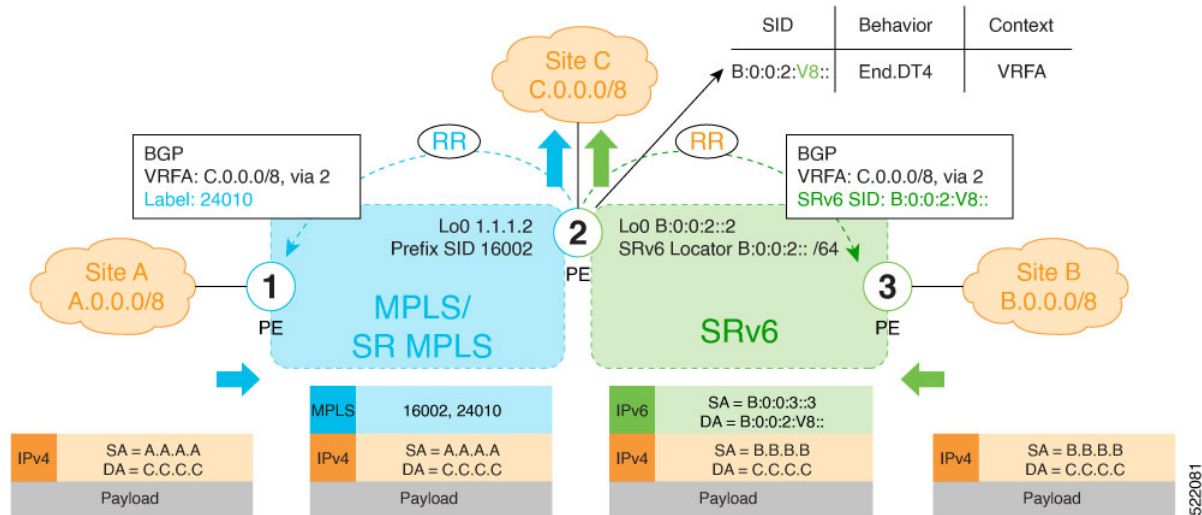 SID Behavior Context
B:0:0:2:V8:: End.DT4 VRFA
Site C
C.0.0.0/8
RR
RR
BGP
VRFA: C.0.0.0/8, via 2
Label: 24010
BGP
VRFA: C.0.0.0/8, via 2
SRv6 SID: B:0:0:2:V8::
Lo0 1.1.1.2
Prefix SID 16002
2
PE
Lo0 B:0:0:2::2
SRv6 Locator B:0:0:2:: /64
Site A
A.0.0.0/8
1
PE
MPLS/
SR MPLS
SRv6
3
PE
Site B
B.0.0.0/8
MPLS 16002, 24010
IPv6
SA = B:0:0:3::3
DA = B:0:0:2:V8::
IPv4
SA = A.A.A.A
DA = C.C.C.C
Payload
IPv4
SA = A.A.A.A
DA = C.C.C.C
Payload
IPv4
SA = B.B.B.B
DA = C.C.C.C
Payload
IPv4
SA = B.B.B.B
DA = C.C.C.C
Payload
522081